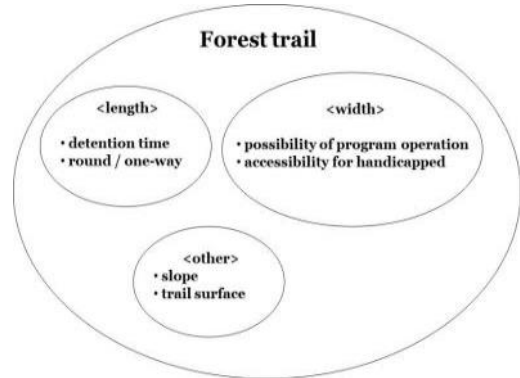 Forest trail
<length>
• detention time
• round / one-way
<width>
• possibility of program operation
• accessibility for handicapped
<other>
• slope
• trail surface